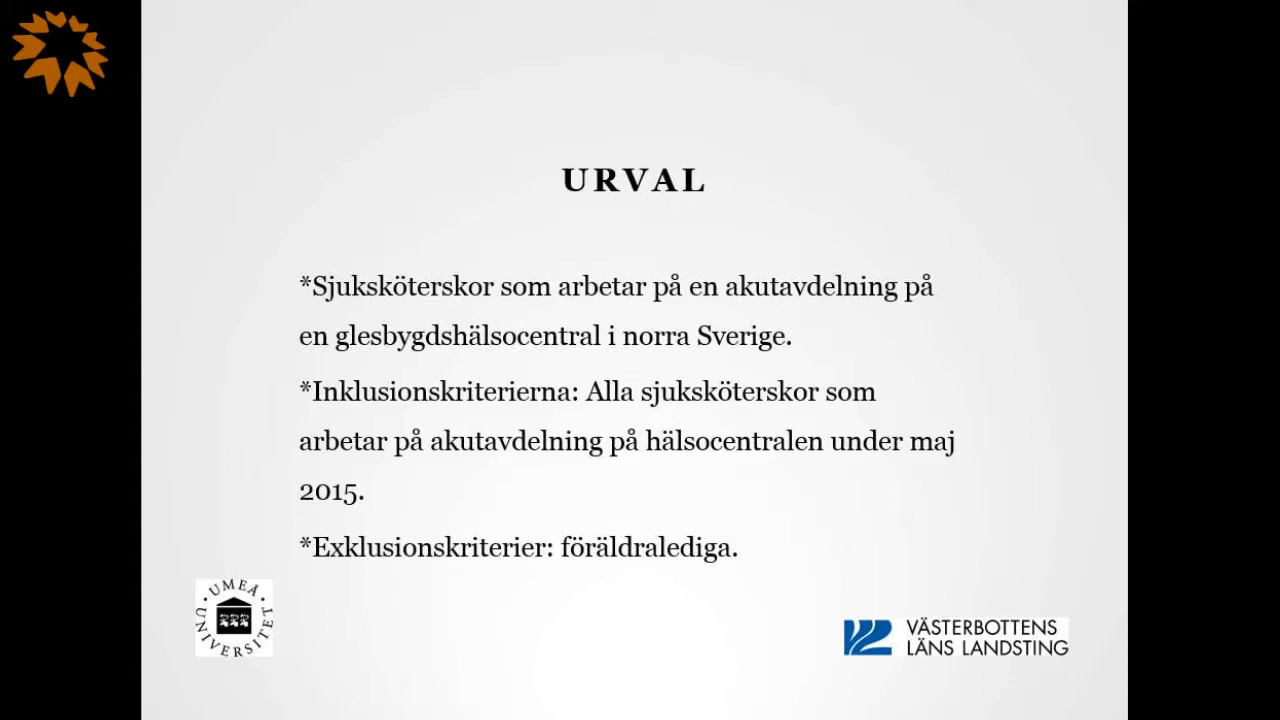 URVAL
*Sjuksköterskor som arbetar på en akutavdelning på
en glesbygdshälsocentral i norra Sverige.
*Inklusionskriterierna: Alla sjuksköterskor som
arbetar på akutavdelning på hälsocentralen under maj
2015.
*Exklusionskriterier: föräldralediga.
UMEÅ UNIVERSITET
VÄSTERBOTTENS
LÄNS LANDSTING